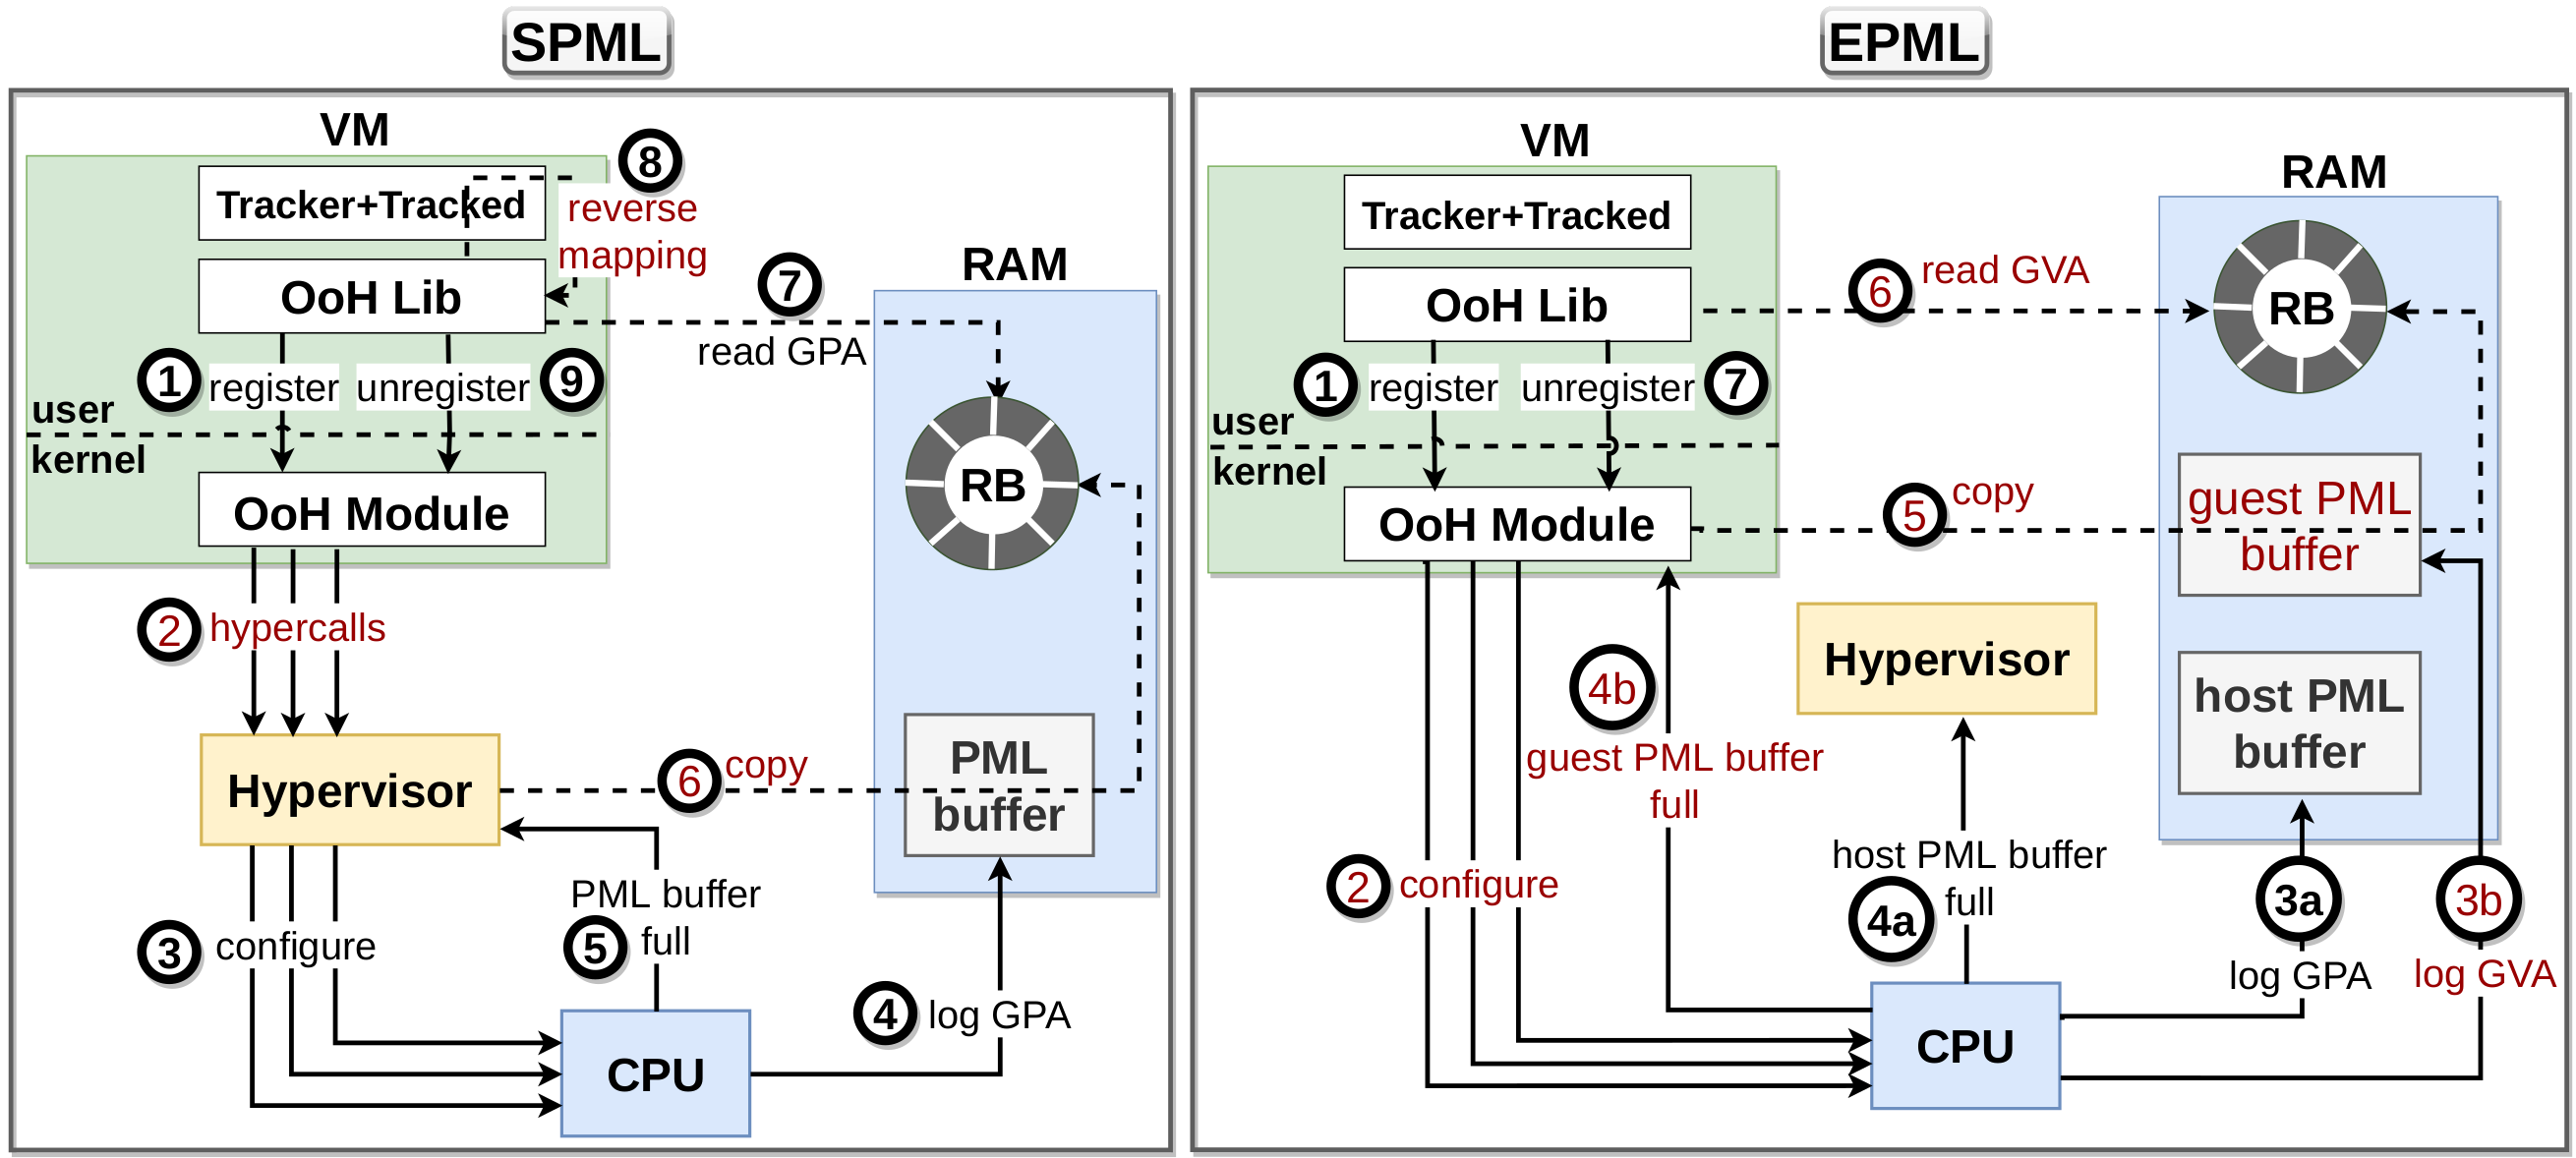 SPML
VM
8
Tracker+Tracked
reverse
mapping
OoH Lib
7
read GPA
RAM
1
register
unregister
9
user
kernel
RB
OoH Module
2
hypercalls
Hypervisor
6
copy
PML
buffer
PML buffer
full
5
3
configure
4
log GPA
CPU
EPML
VM
RAM
Tracker+Tracked
OoH Lib
6
read GVA
RB
1
register
unregister
7
user
kernel
OoH Module
5
copy
guest PML
buffer
Hypervisor
4b
guest PML buffer
full
host PML
buffer
2
configure
host PML buffer
full
4a
3a
3b
log GPA
log GVA
CPU